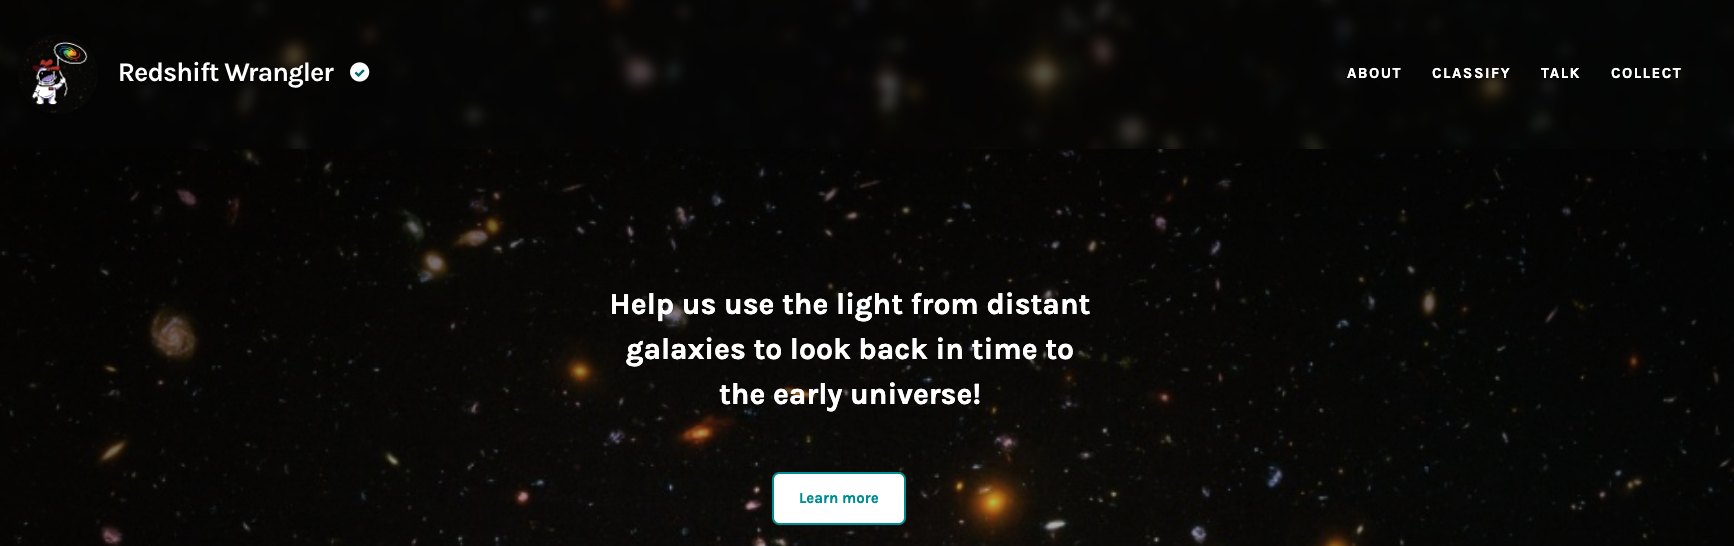 Redshift Wrangler
ABOUT CLASSIFY TALK COLLECT
Help us use the light from distant
galaxies to look back in time to
the early universe!
Learn more